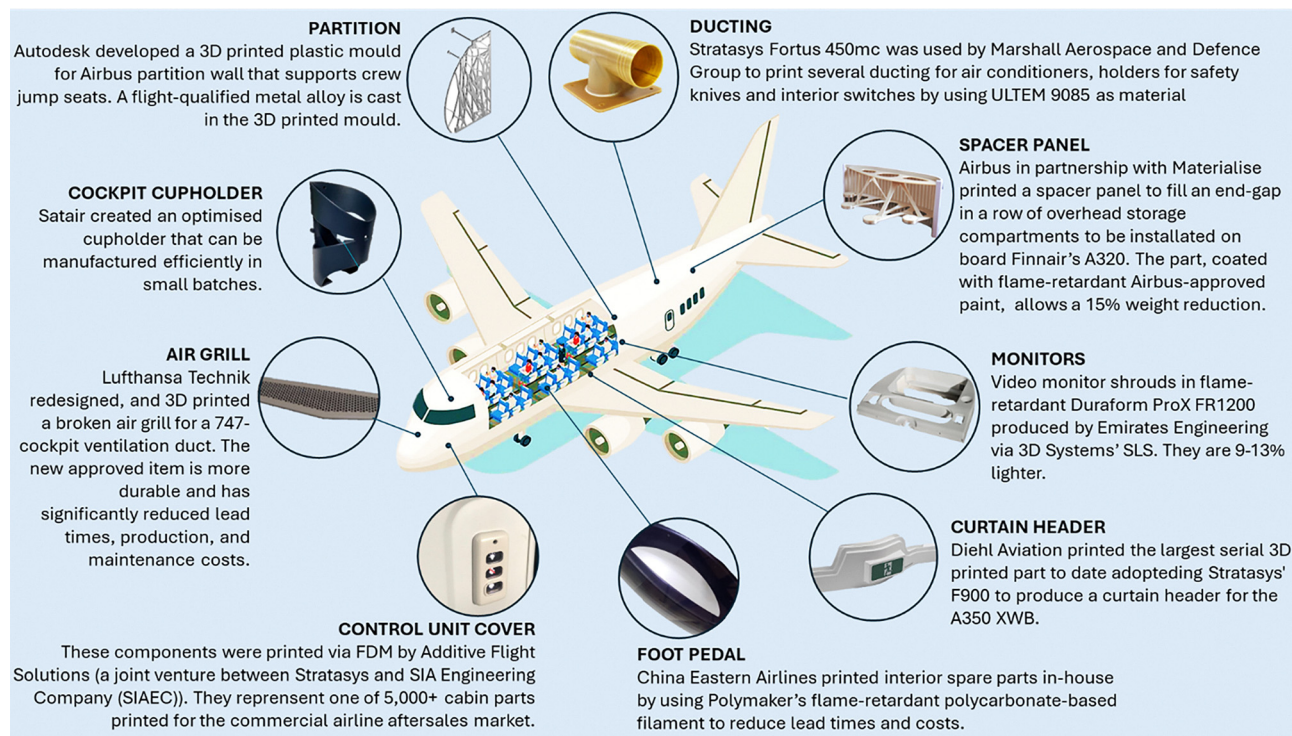 PARTITION
Autodesk developed a 3D printed plastic mould
for Airbus partition wall that supports crew
jump seats. A flight-qualified metal alloy is cast
in the 3D printed mould.
DUCTING
Stratasys Fortus 450mc was used by Marshall Aerospace and Defence
Group to print several ducting for air conditioners, holders for safety
knives and interior switches by using ULTEM 9085 as material
COCKPIT CUPHOLDER
Satair created an optimised
cupholder that can be
manufactured efficiently in
small batches.
SPACER PANEL
Airbus in partnership with Materialise
printed a spacer panel to fill an end-gap
in a row of overhead storage
compartments to be installed on
board Finnair's A320. The part, coated
with flame-retardant Airbus-approved
paint, allows a 15% weight reduction.
AIR GRILL
Lufthansa Technik
redesigned, and 3D printed
a broken air grill for a 747-
cockpit ventilation duct. The
new approved item is more
durable and has
significantly reduced lead
times, production, and
maintenance costs.
MONITORS
Video monitor shrouds in flame-
retardant Duraform ProX FR1200
produced by Emirates Engineering
via 3D Systems' SLS. They are 9-13%
lighter.
CURTAIN HEADER
Diehl Aviation printed the largest serial 3D
printed part to date adopteding Stratasys'
F900 to produce a curtain header for the
A350 XWB.
CONTROL UNIT COVER
These components were printed via FDM by Additive Flight
Solutions (a joint venture between Stratasys and SIA Engineering
Company (SIAEC)). They reprensent one of 5,000+ cabin parts
printed for the commercial airline aftersales market.
FOOT PEDAL
China Eastern Airlines printed interior spare parts in-house
by using Polymaker's flame-retardant polycarbonate-based
filament to reduce lead times and costs.